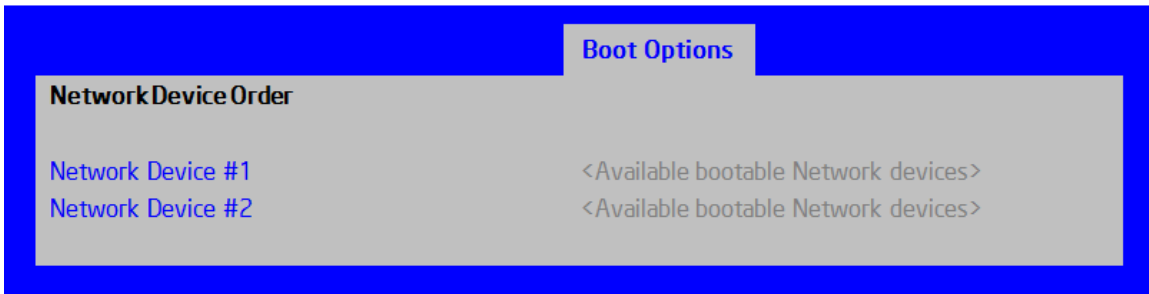 Boot Options
Network Device Order
Network Device #1 <Available bootable Network devices>
Network Device #2 <Available bootable Network devices>